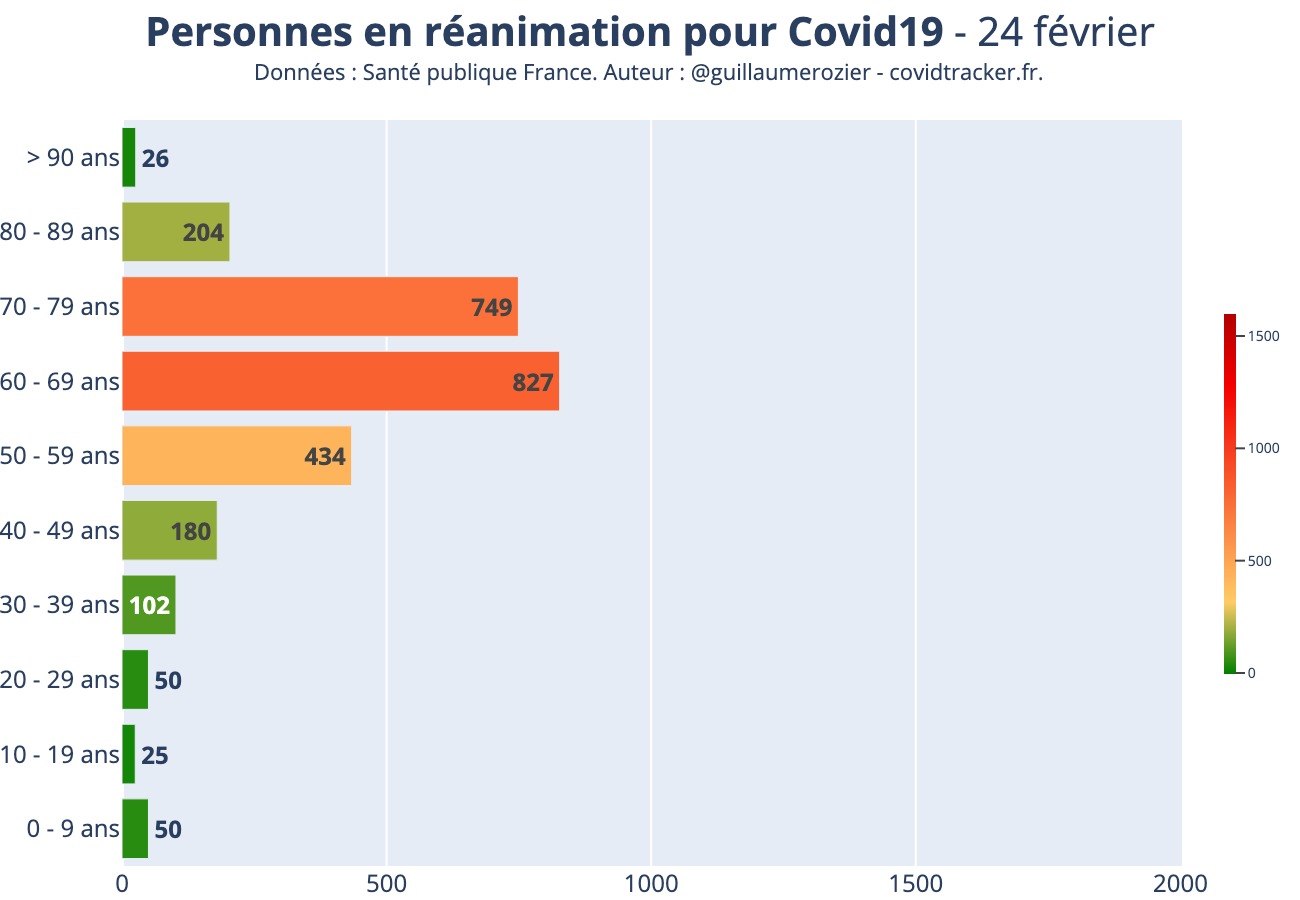 Personnes en réanimation pour Covid19 - 24 février
Données : Santé publique France. Auteur : @guillaumerozier - covidtracker.fr.
> 90 ans 26
80 - 89 ans 204
70 - 79 ans 749
60 - 69 ans 827
50 - 59 ans 434
40 - 49 ans 180
30 - 39 ans 102
20 - 29 ans 50
10 - 19 ans 25
0 - 9 ans 50
0 500 1000 1500 2000
1500
1000
500
0